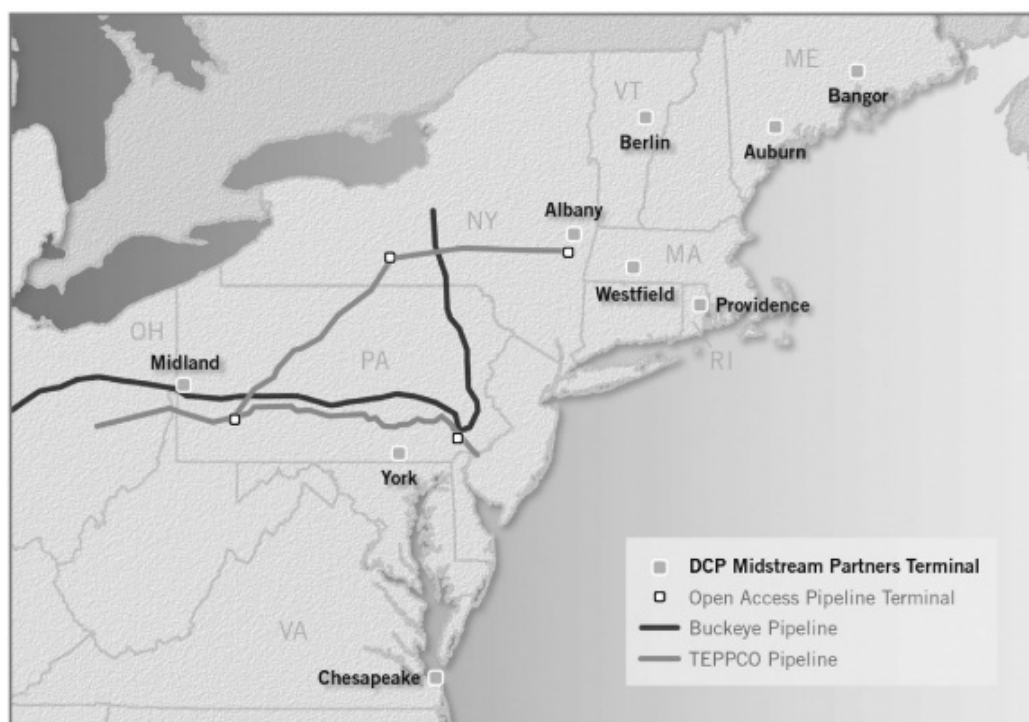 ME
Bangor
VT
Berlin
Auburn
NY
Albany
MA
Westfield
Providence
OH
PA
RI
Midland
York
DCP Midstream Partners Terminal
Open Access Pipeline Terminal
Buckeye Pipeline
TEPPCO Pipeline
VA
Chesapeake